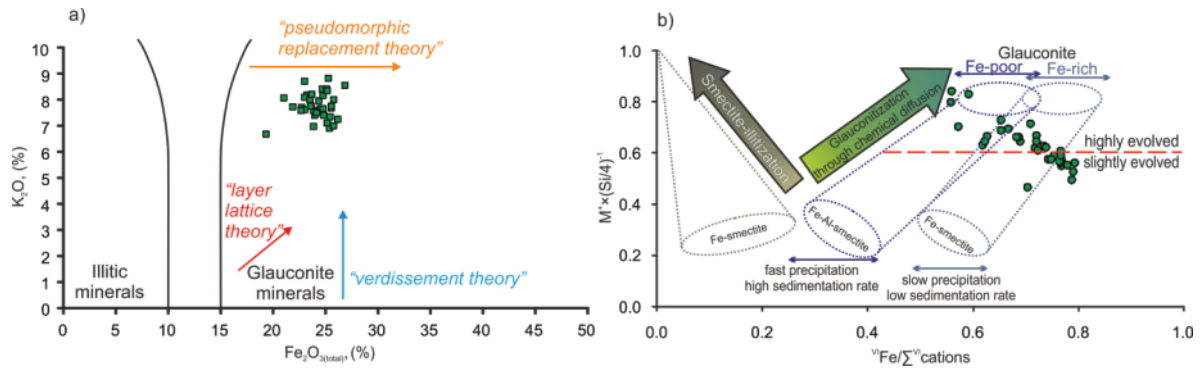 a)
"pseudomorphic
replacement theory"
K₂O, (%)
10
9
8
7
6
5
4
3
2
1
0
"layer
lattice
theory"
Illitic
minerals
Glauconite
minerals
"verdissement theory"
0 5 10 15 20 25 30 35 40 45 50
Fe₂O₃(total), (%)
b)
Glauconite
Fe-poor Fe-rich
M⁺×(Si/4)⁻¹
1.0
0.8
0.6
0.4
0.2
0.0
Smectite-illitization
Glauconitization
through chemical diffusion
highly evolved
slightly evolved
Fe-smectite
Fe-Al-smectite
Fe-smectite
fast precipitation
high sedimentation rate
slow precipitation
low sedimentation rate
0.0 0.2 0.4 0.6 0.8 1.0
ⱽᴵFe/∑ⱽᴵcations